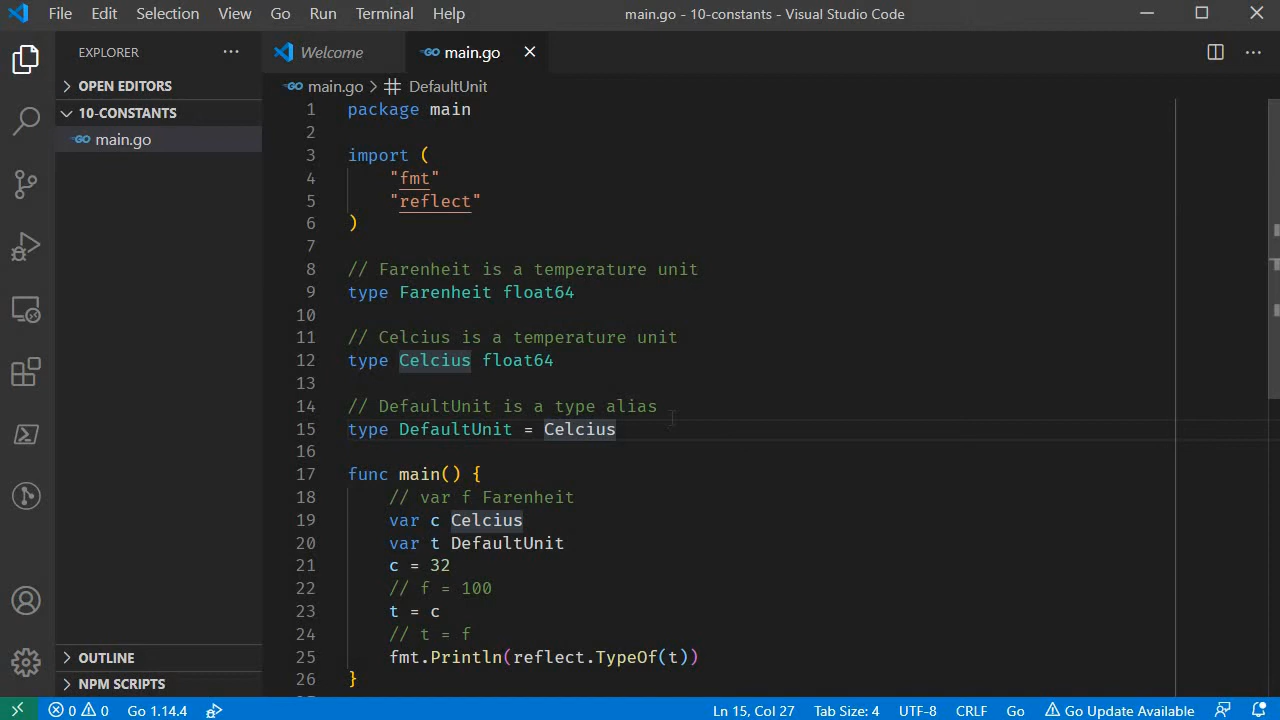 File Edit Selection View Go Run Terminal Help main.go - 10-constants - Visual Studio Code
EXPLORER
OPEN EDITORS
10-CONSTANTS
main.go
OUTLINE
NPM SCRIPTS
Welcome main.go
main.go > DefaultUnit
1 package main
2
3 import (
4 "fmt"
5 "reflect"
6 )
7
8 // Farenheit is a temperature unit
9 type Farenheit float64
10
11 // Celcius is a temperature unit
12 type Celcius float64
13
14 // DefaultUnit is a type alias
15 type DefaultUnit = Celcius
16
17 func main() {
18 // var f Farenheit
19 var c Celcius
20 var t DefaultUnit
21 c = 32
22 // f = 100
23 t = c
24 // t = f
25 fmt.Println(reflect.TypeOf(t))
26 }
0 0 Go 1.14.4 Ln 15, Col 27 Tab Size: 4 UTF-8 CRLF Go Go Update Available